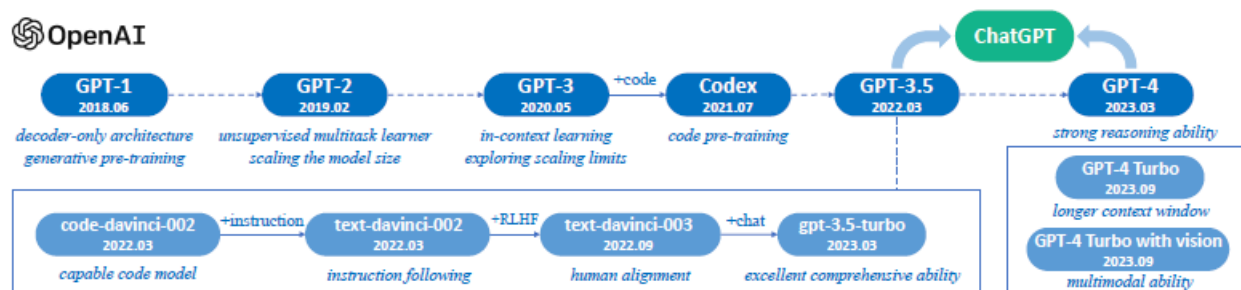 OpenAI
ChatGPT
GPT-1
2018.06
GPT-2
2019.02
GPT-3
2020.05
+code
Codex
2021.07
GPT-3.5
2022.03
GPT-4
2023.03
decoder-only architecture
generative pre-training
unsupervised multitask learner
scaling the model size
in-context learning
exploring scaling limits
code pre-training
strong reasoning ability
code-davinci-002
2022.03
+instruction
text-davinci-002
2022.03
+RLHF
text-davinci-003
2022.09
+chat
gpt-3.5-turbo
2023.03
capable code model
instruction following
human alignment
excellent comprehensive ability
GPT-4 Turbo
2023.09
longer context window
GPT-4 Turbo with vision
2023.09
multimodal ability